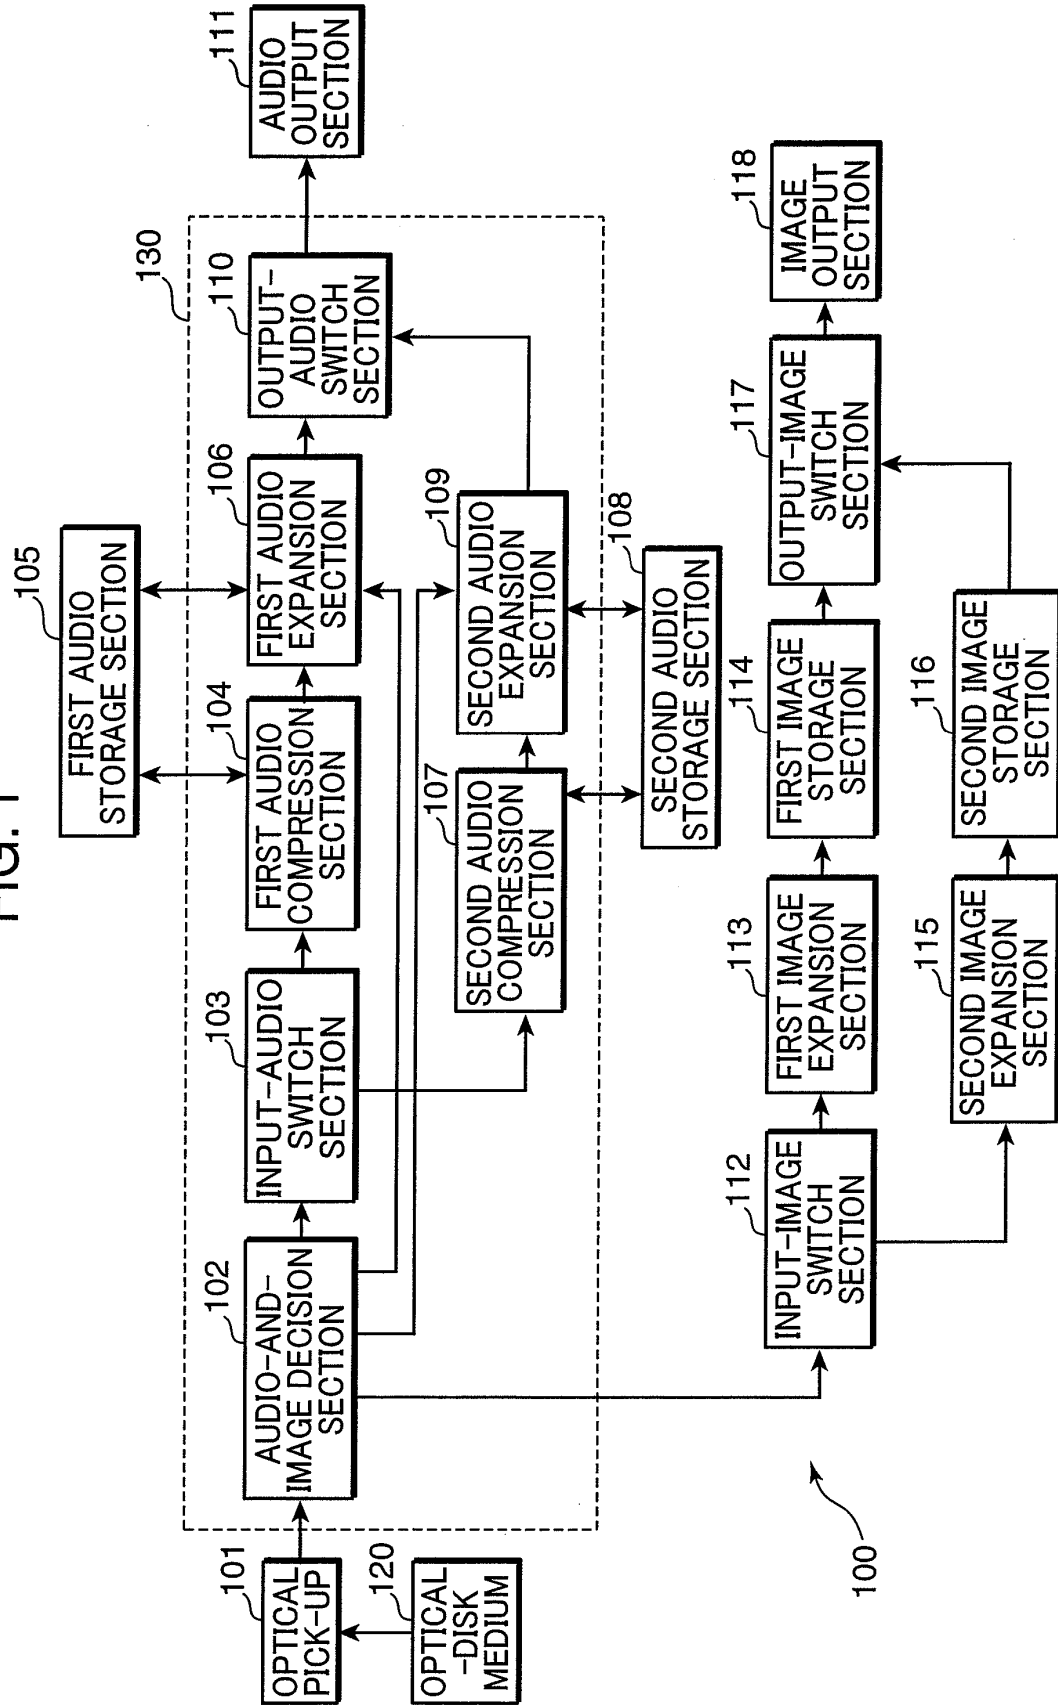 FIG. 1
105
FIRST AUDIO
STORAGE SECTION
130
101
OPTICAL
PICK-UP
102
AUDIO-AND-
IMAGE DECISION
SECTION
103
INPUT-AUDIO
SWITCH
SECTION
104
FIRST AUDIO
COMPRESSION
SECTION
106
FIRST AUDIO
EXPANSION
SECTION
110
OUTPUT-
AUDIO
SWITCH
SECTION
111
AUDIO
OUTPUT
SECTION
120
OPTICAL
-DISK
MEDIUM
107
SECOND AUDIO
COMPRESSION
SECTION
109
SECOND AUDIO
EXPANSION
SECTION
108
SECOND AUDIO
STORAGE SECTION
112
INPUT-IMAGE
SWITCH
SECTION
113
FIRST IMAGE
EXPANSION
SECTION
114
FIRST IMAGE
STORAGE
SECTION
117
OUTPUT-IMAGE
SWITCH
SECTION
118
IMAGE
OUTPUT
SECTION
100
115
SECOND IMAGE
EXPANSION
SECTION
116
SECOND IMAGE
STORAGE
SECTION